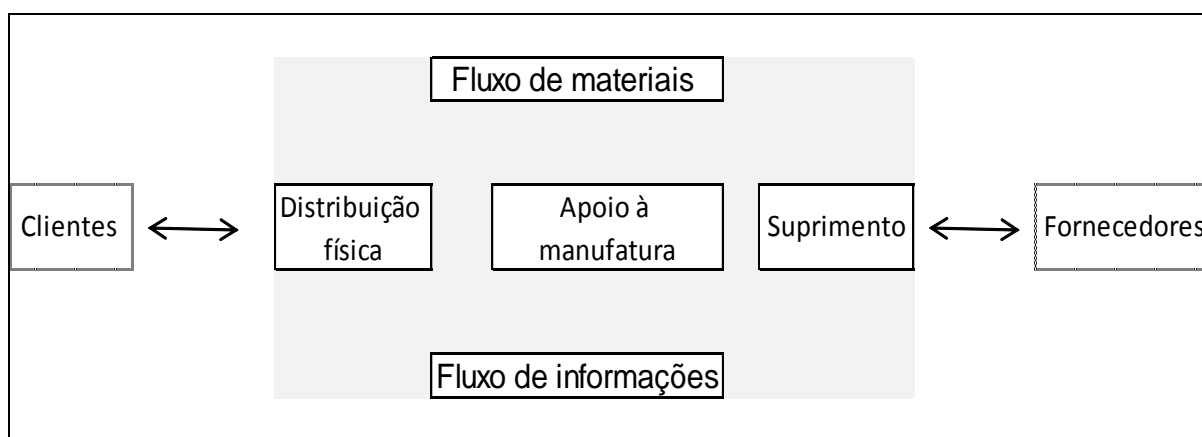 Fluxo de materiais
Clientes
Distribuição
física
Apoio à
manufatura
Suprimento
Fornecedores
Fluxo de informações